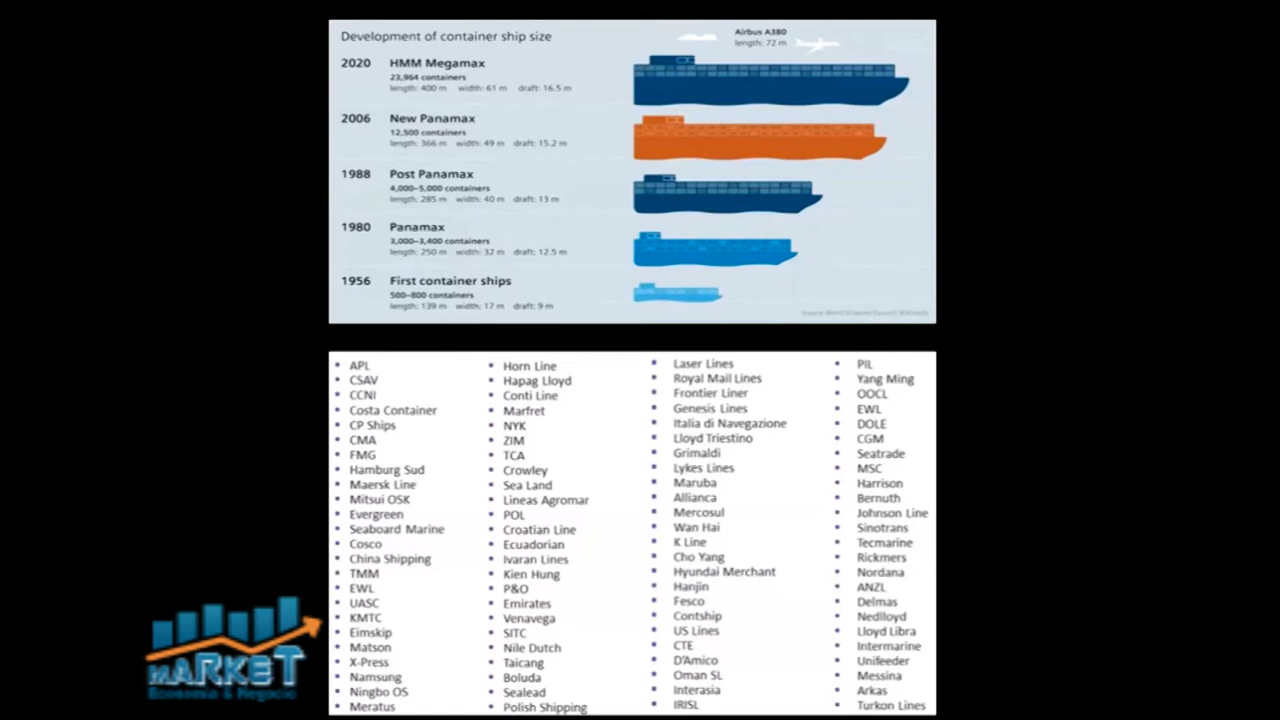 Development of container ship size
Airbus A380
length: 72 m
2020 HMM Megamax
23,964 containers
length: 400 m width: 61 m draft: 16.5 m
2006 New Panamax
12,500 containers
length: 366 m width: 49 m draft: 15.2 m
1988 Post Panamax
4,000–5,000 containers
length: 285 m width: 40 m draft: 13 m
1980 Panamax
3,000–3,400 containers
length: 250 m width: 32 m draft: 12.5 m
1956 First container ships
500–800 containers
length: 139 m width: 17 m draft: 9 m
Source: World Shipping Council,
• APL
• CSAV
• CCNI
• Costa Container
• CP Ships
• CMA
• FMG
• Hamburg Sud
• Maersk Line
• Mitsui OSK
• Evergreen
• Seaboard Marine
• Cosco
• China Shipping
• TMM
• EWL
• UASC
• KMTC
• Eimskip
• Matson
• X-Press
• Namsung
• Ningbo OS
• Meratus
• Horn Line
• Hapag Lloyd
• Conti Line
• Marfret
• NYK
• ZIM
• TCA
• Crowley
• Sea Land
• Lineas Agromar
• POL
• Croatian Line
• Ecuadorian
• Ivaran Lines
• Kien Hung
• P&O
• Emirates
• Venavega
• SITC
• Nile Dutch
• Taicang
• Boluda
• Sealead
• Polish Shipping
• Laser Lines
• Royal Mail Lines
• Frontier Liner
• Genesis Lines
• Italia di Navegazione
• Lloyd Triestino
• Grimaldi
• Lykes Lines
• Maruba
• Allianca
• Mercosul
• Wan Hai
• K Line
• Cho Yang
• Hyundai Merchant
• Hanjin
• Fesco
• Contship
• US Lines
• CTE
• D'Amico
• Oman SL
• Interasia
• IRISL
• PIL
• Yang Ming
• OOCL
• EWL
• DOLE
• CGM
• Seatrade
• MSC
• Harrison
• Bernuth
• Johnson Line
• Sinotrans
• Tecmarine
• Rickmers
• Nordana
• ANZL
• Delmas
• Nedlloyd
• Lloyd Libra
• Intermarine
• Unifeeder
• Messina
• Arkas
• Turkon Lines
MARKET
Economia & Negocio